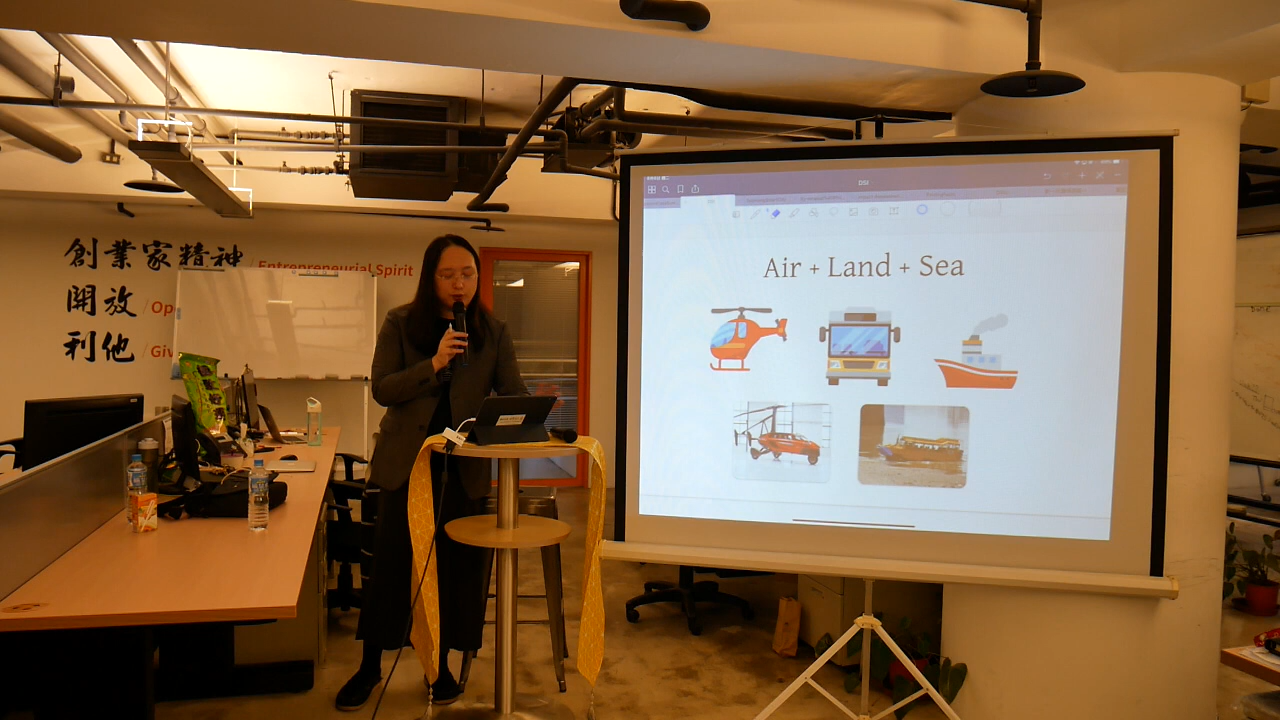 創業家精神 / Entrepreneurial Spirit
開放 / Op
利他 / Giv
DSI
Air + Land + Sea